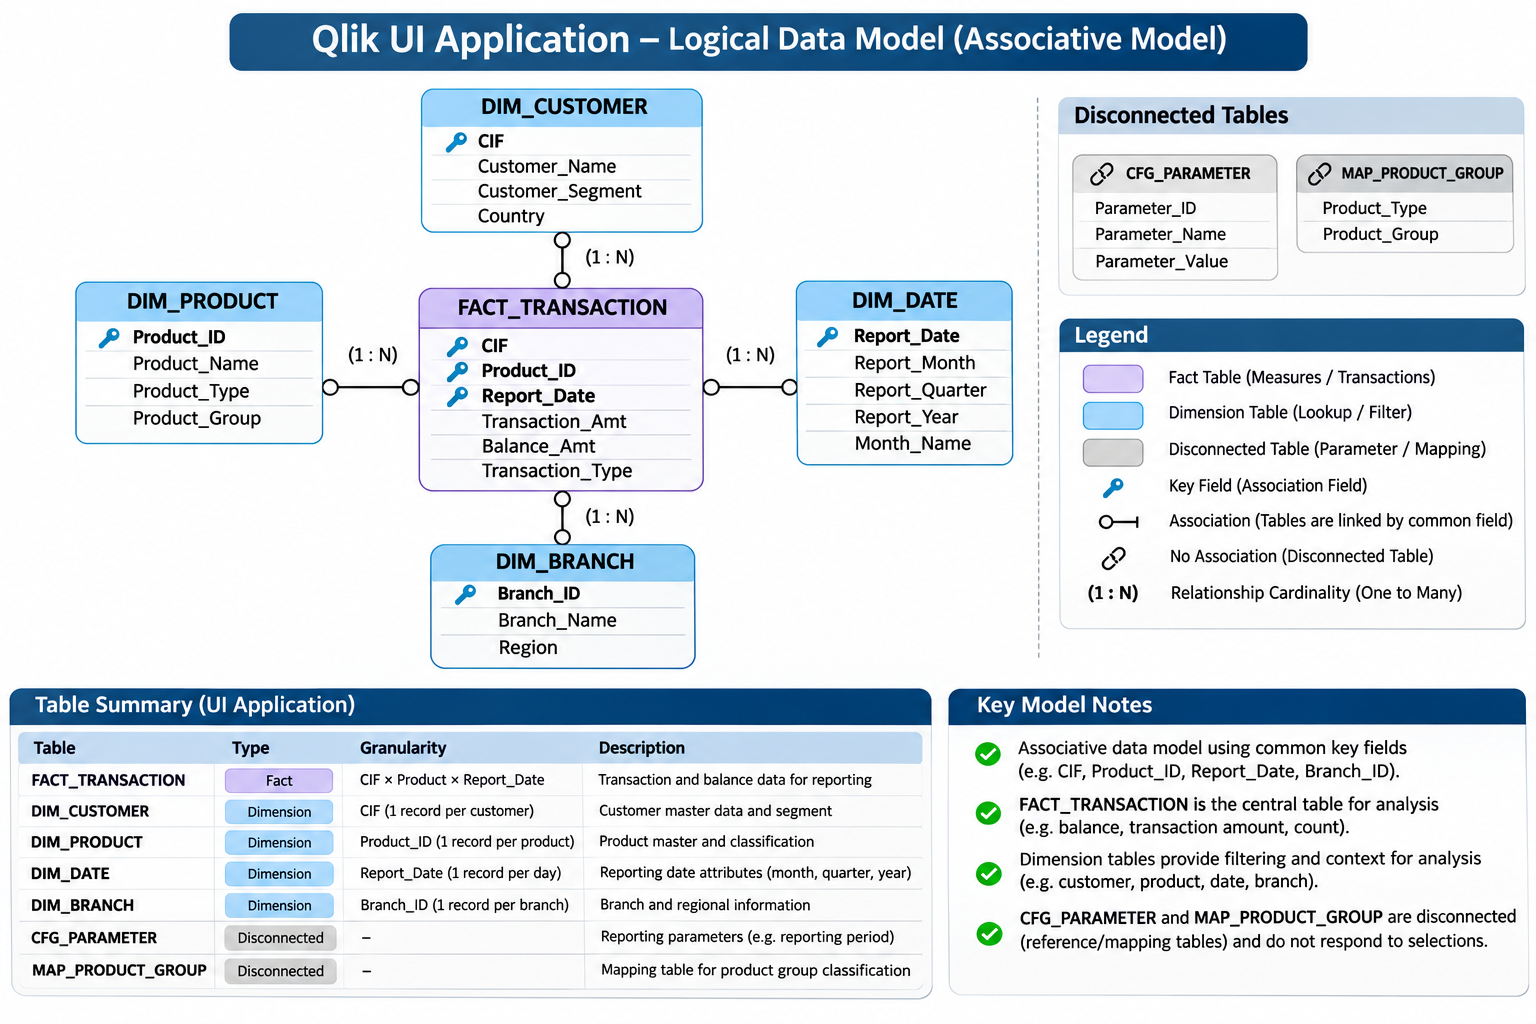 Qlik UI Application – Logical Data Model (Associative Model)
DIM_CUSTOMER
CIF
Customer_Name
Customer_Segment
Country
(1 : N)
DIM_PRODUCT
Product_ID
Product_Name
Product_Type
Product_Group
(1 : N)
FACT_TRANSACTION
CIF
Product_ID
Report_Date
Transaction_Amt
Balance_Amt
Transaction_Type
(1 : N)
DIM_DATE
Report_Date
Report_Month
Report_Quarter
Report_Year
Month_Name
(1 : N)
DIM_BRANCH
Branch_ID
Branch_Name
Region
Disconnected Tables
CFG_PARAMETER
Parameter_ID
Parameter_Name
Parameter_Value
MAP_PRODUCT_GROUP
Product_Type
Product_Group
Legend
Fact Table (Measures / Transactions)
Dimension Table (Lookup / Filter)
Disconnected Table (Parameter / Mapping)
Key Field (Association Field)
Association (Tables are linked by common field)
No Association (Disconnected Table)
(1 : N) Relationship Cardinality (One to Many)
Table Summary (UI Application)
Table Type Granularity Description
FACT_TRANSACTION Fact CIF × Product × Report_Date Transaction and balance data for reporting
DIM_CUSTOMER Dimension CIF (1 record per customer) Customer master data and segment
DIM_PRODUCT Dimension Product_ID (1 record per product) Product master and classification
DIM_DATE Dimension Report_Date (1 record per day) Reporting date attributes (month, quarter, year)
DIM_BRANCH Dimension Branch_ID (1 record per branch) Branch and regional information
CFG_PARAMETER Disconnected – Reporting parameters (e.g. reporting period)
MAP_PRODUCT_GROUP Disconnected – Mapping table for product group classification
Key Model Notes
Associative data model using common key fields
(e.g. CIF, Product_ID, Report_Date, Branch_ID).
FACT_TRANSACTION is the central table for analysis
(e.g. balance, transaction amount, count).
Dimension tables provide filtering and context for analysis
(e.g. customer, product, date, branch).
CFG_PARAMETER and MAP_PRODUCT_GROUP are disconnected
(reference/mapping tables) and do not respond to selections.